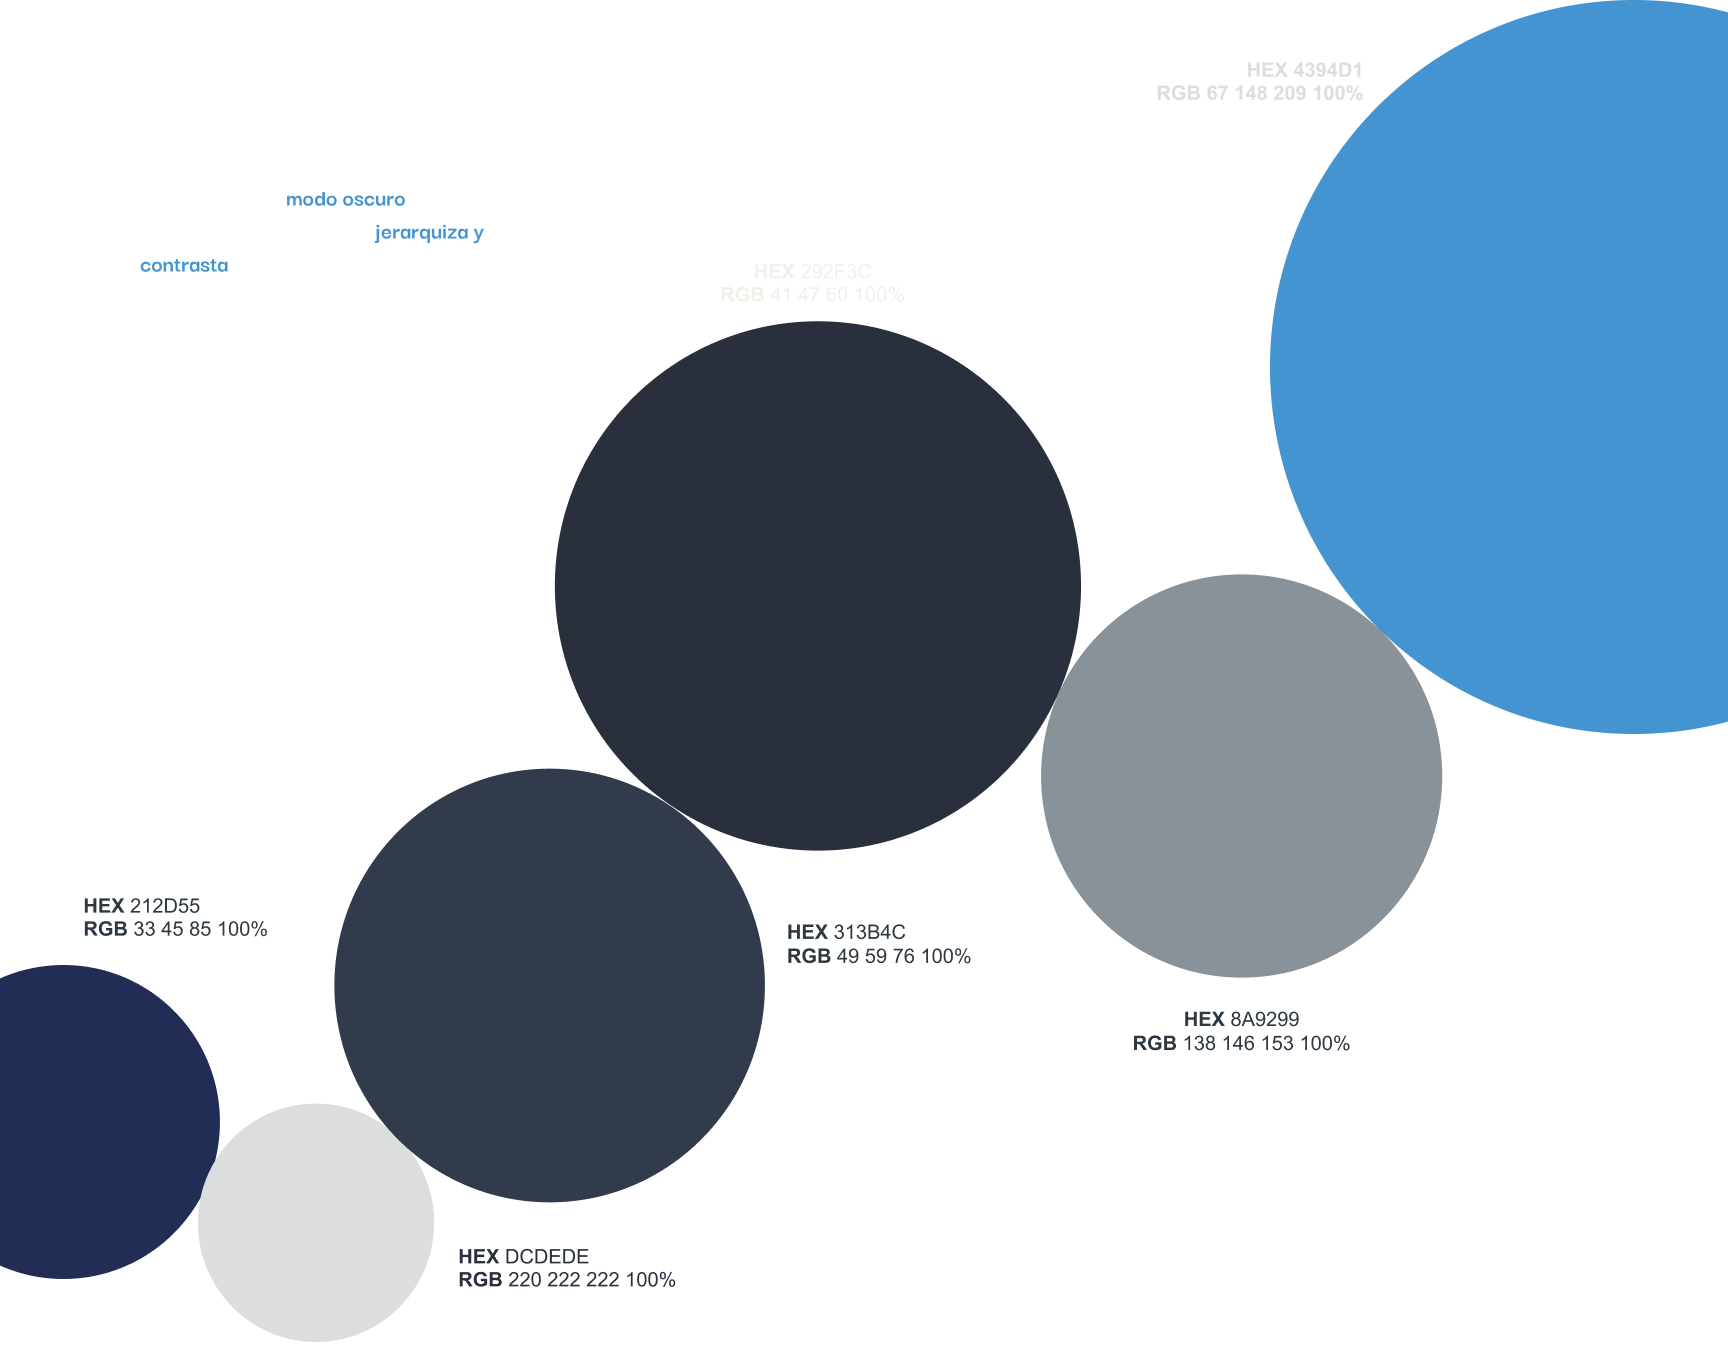 HEX 4394D1
RGB 67 148 209 100%
modo oscuro
jerarquiza y
contrasta
HEX 292F3C
RGB 41 47 60 100%
HEX 212D55
RGB 33 45 85 100%
HEX 313B4C
RGB 49 59 76 100%
HEX 8A9299
RGB 138 146 153 100%
HEX DCDEDE
RGB 220 222 222 100%